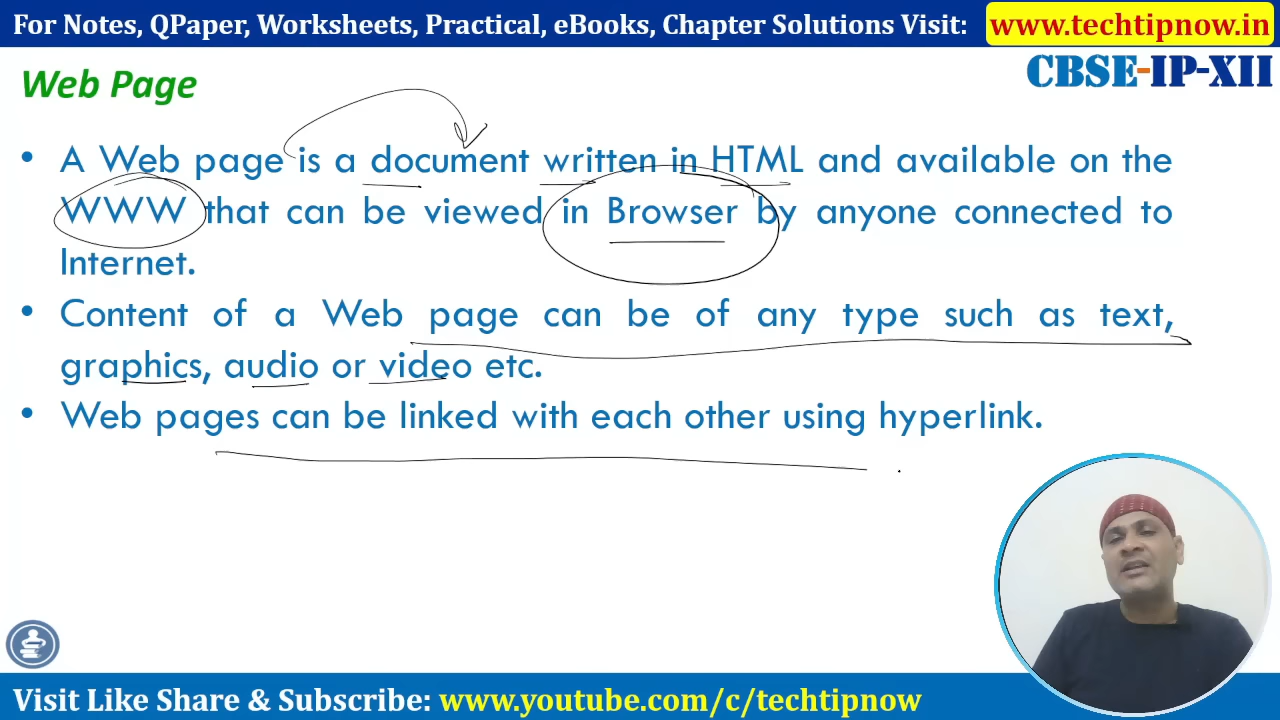 For Notes, QPaper, Worksheets, Practical, eBooks, Chapter Solutions Visit: www.techtipnow.in
CBSE-IP-XII
Web Page
• A Web page is a document written in HTML and available on the
WWW that can be viewed in Browser by anyone connected to
Internet.
• Content of a Web page can be of any type such as text,
graphics, audio or video etc.
• Web pages can be linked with each other using hyperlink.
Visit Like Share & Subscribe: www.youtube.com/c/techtipnow